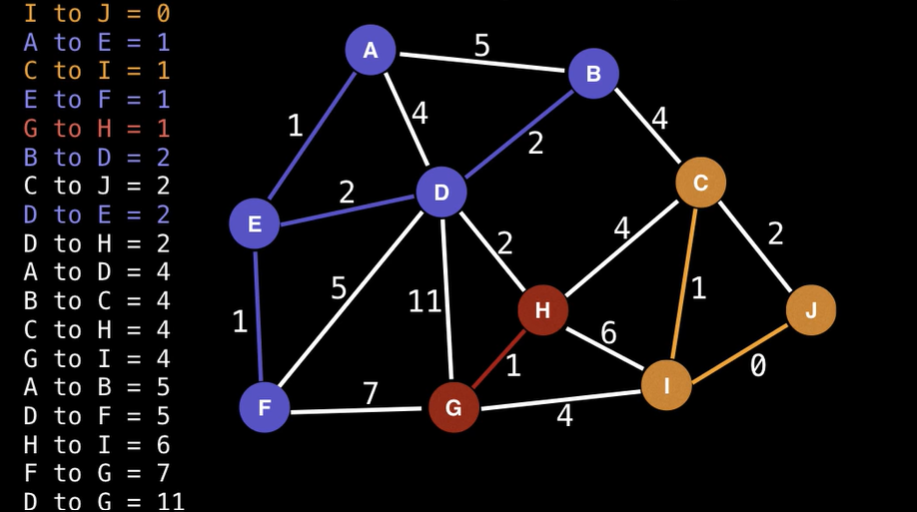 I to J = 0
A to E = 1
C to I = 1
E to F = 1
G to H = 1
B to D = 2
C to J = 2
D to E = 2
D to H = 2
A to D = 4
B to C = 4
C to H = 4
G to I = 4
A to B = 5
D to F = 5
H to I = 6
F to G = 7
D to G = 11
A
5
B
1
4
2
4
C
D
2
E
2
4
2
5
11
H
1
J
1
6
1
0
I
F
7
G
4